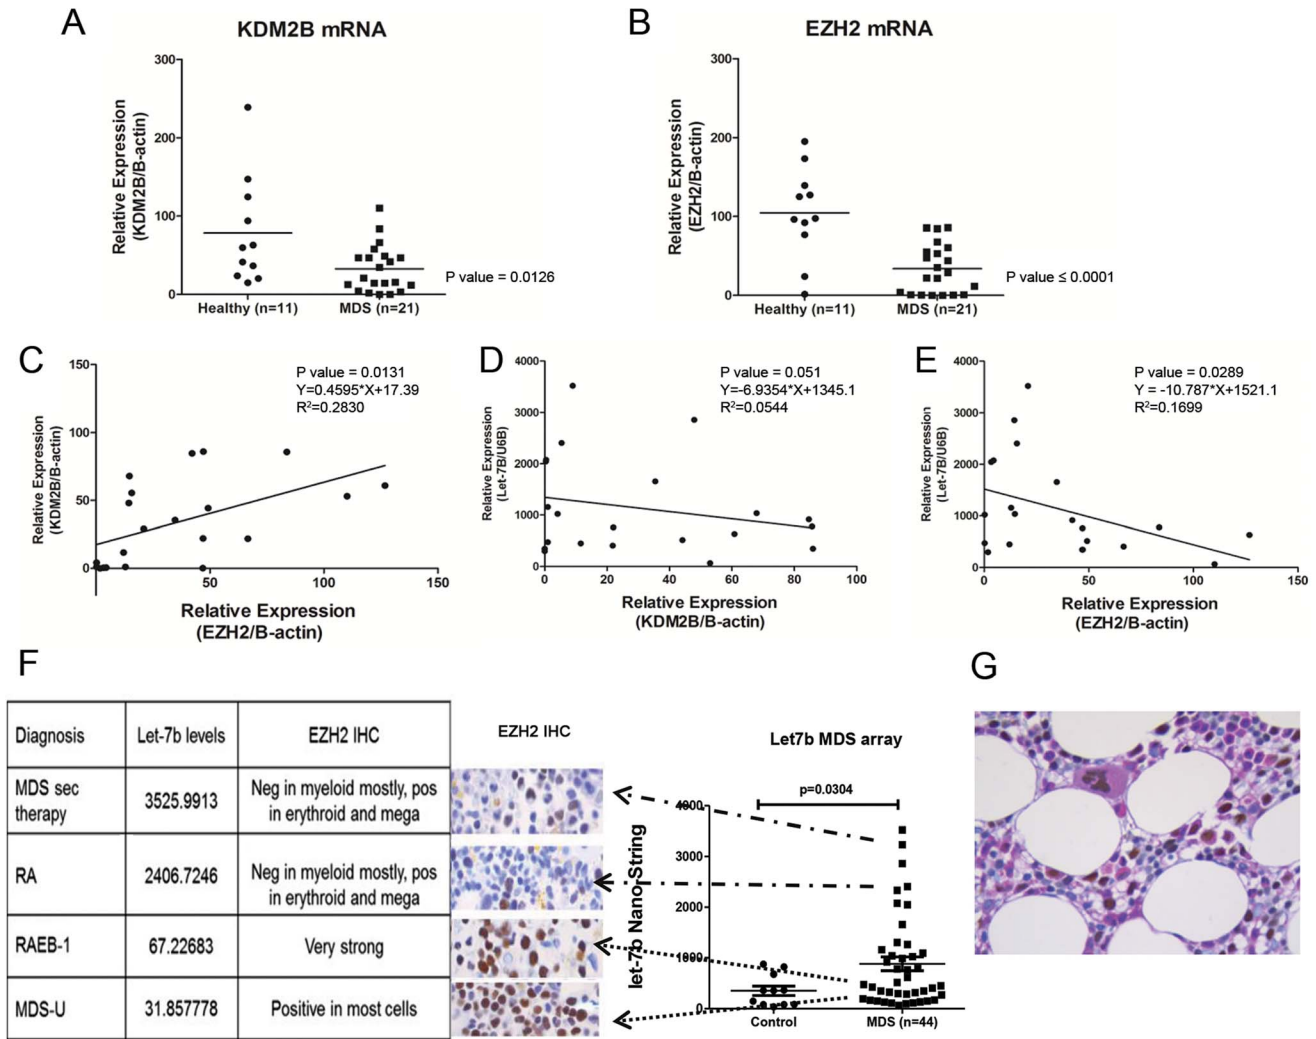 A
KDM2B mRNA
Relative Expression
(KDM2B/B-actin)
300
200
100
0
Healthy (n=11)
MDS (n=21)
P value = 0.0126
B
EZH2 mRNA
Relative Expression
(EZH2/B-actin)
300
200
100
0
Healthy (n=11)
MDS (n=21)
P value ≤ 0.0001
C
P value = 0.0131
Y=0.4595*X+17.39
R²=0.2830
Relative Expression
(KDM2B/B-actin)
150
100
50
0
50
100
150
Relative Expression
(EZH2/B-actin)
D
P value = 0.051
Y=-6.9354*X+1345.1
R²=0.0544
Relative Expression
(Let-7B/U6B)
4000
3000
2000
1000
0
0
20
40
60
80
100
Relative Expression
(KDM2B/B-actin)
E
P value = 0.0289
Y = -10.787*X+1521.1
R²=0.1699
Relative Expression
(Let-7B/U6B)
4000
3000
2000
1000
0
0
50
100
150
Relative Expression
(EZH2/B-actin)
F
Diagnosis
Let-7b levels
EZH2 IHC
MDS sec
therapy
3525.9913
Neg in myeloid mostly, pos
in erythroid and mega
RA
2406.7246
Neg in myeloid mostly, pos
in erythroid and mega
RAEB-1
67.22683
Very strong
MDS-U
31.857778
Positive in most cells
EZH2 IHC
Let7b MDS array
p=0.0304
let-7b Nano-String
4000
3000
2000
1000
0
Control
MDS (n=44)
G